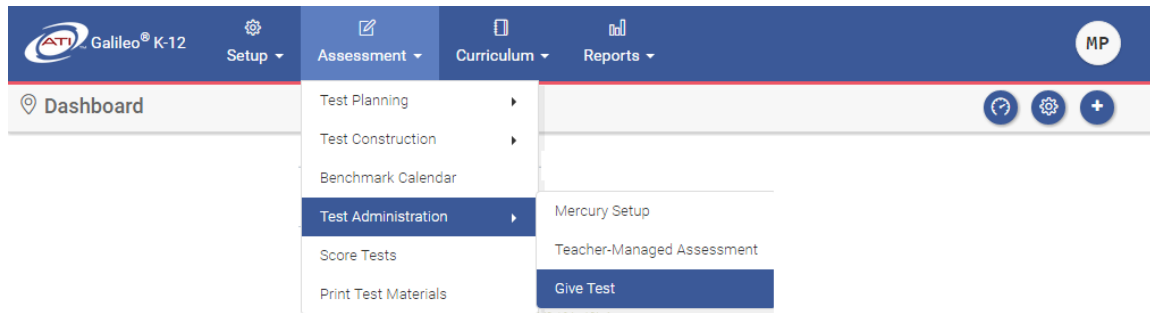 ATI Galileo® K-12
Setup
Assessment
Curriculum
Reports
MP
Dashboard
Test Planning
Test Construction
Benchmark Calendar
Test Administration
Mercury Setup
Teacher-Managed Assessment
Score Tests
Print Test Materials
Give Test